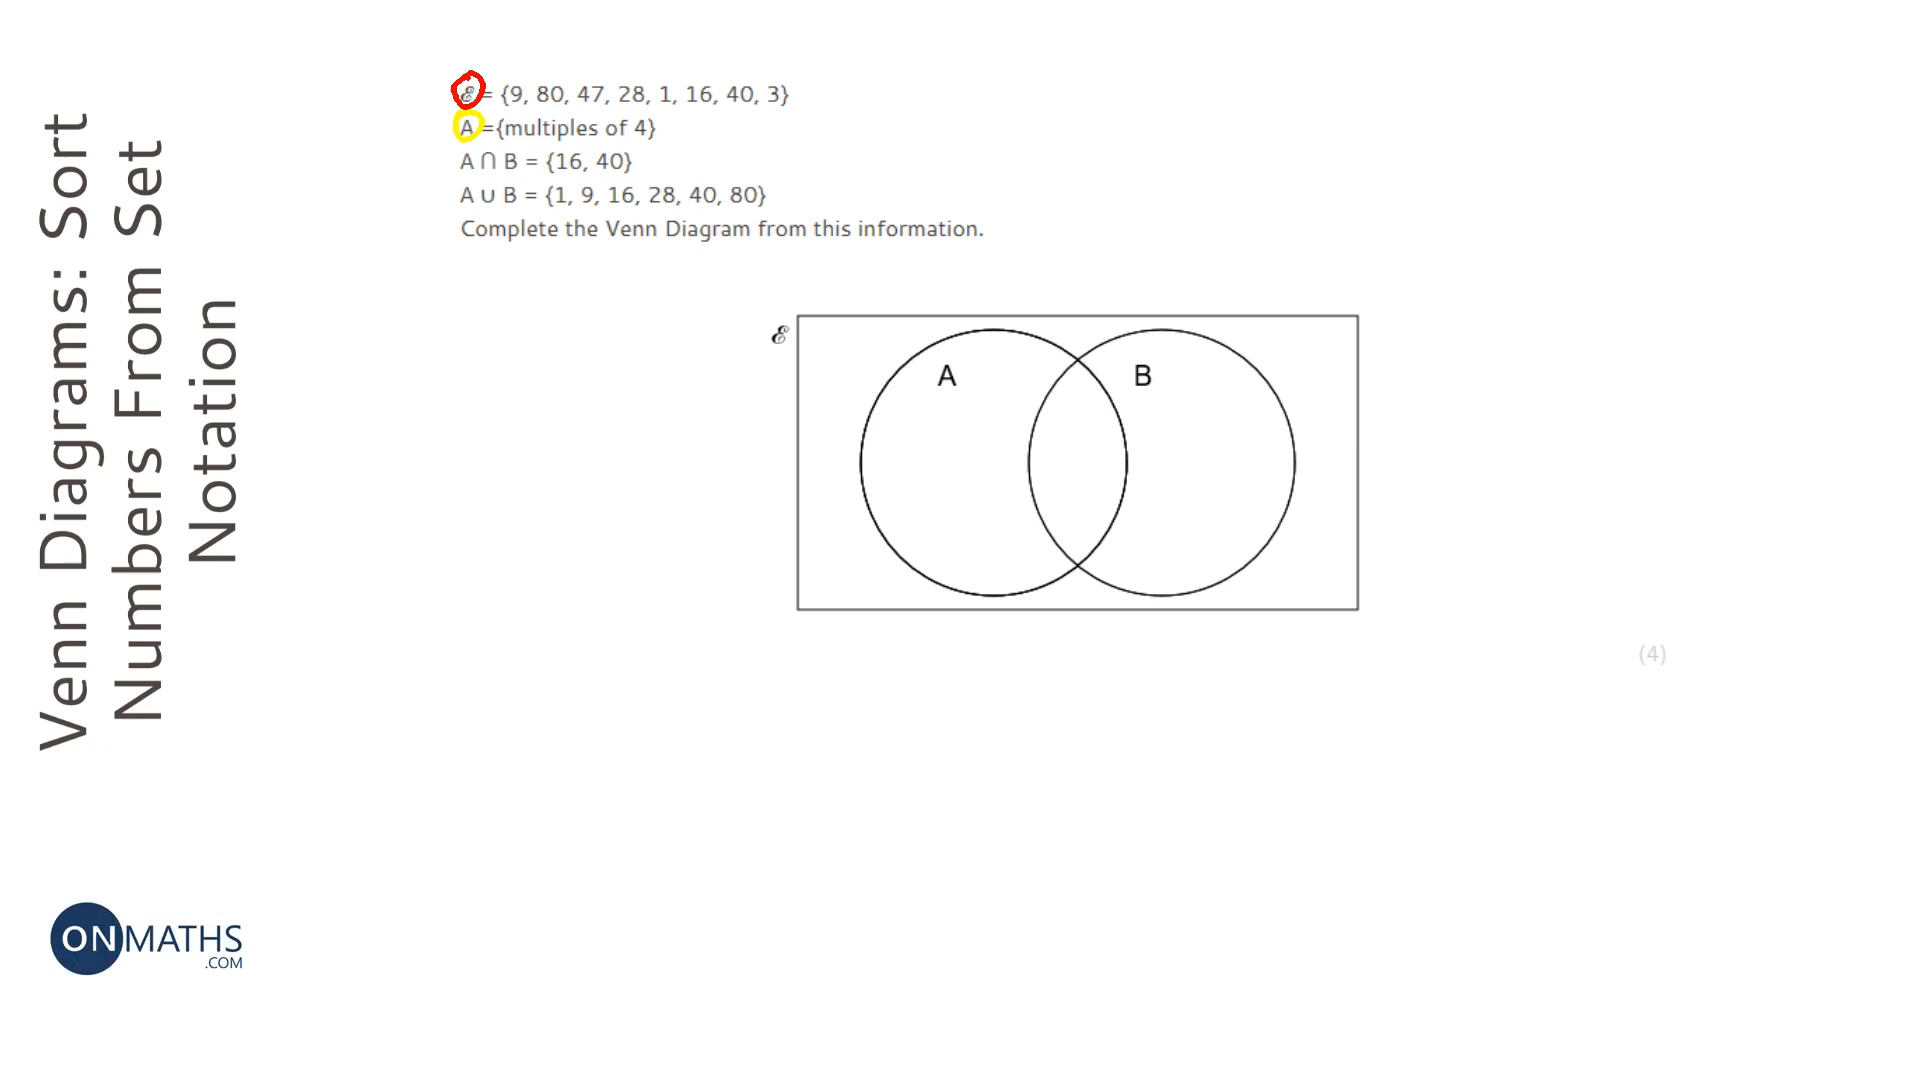 Venn Diagrams: Sort
Numbers From Set
Notation
ℰ = {9, 80, 47, 28, 1, 16, 40, 3}
A ={multiples of 4}
A ∩ B = {16, 40}
A ∪ B = {1, 9, 16, 28, 40, 80}
Complete the Venn Diagram from this information.
ℰ
A
B
(4)
ONMATHS
.COM